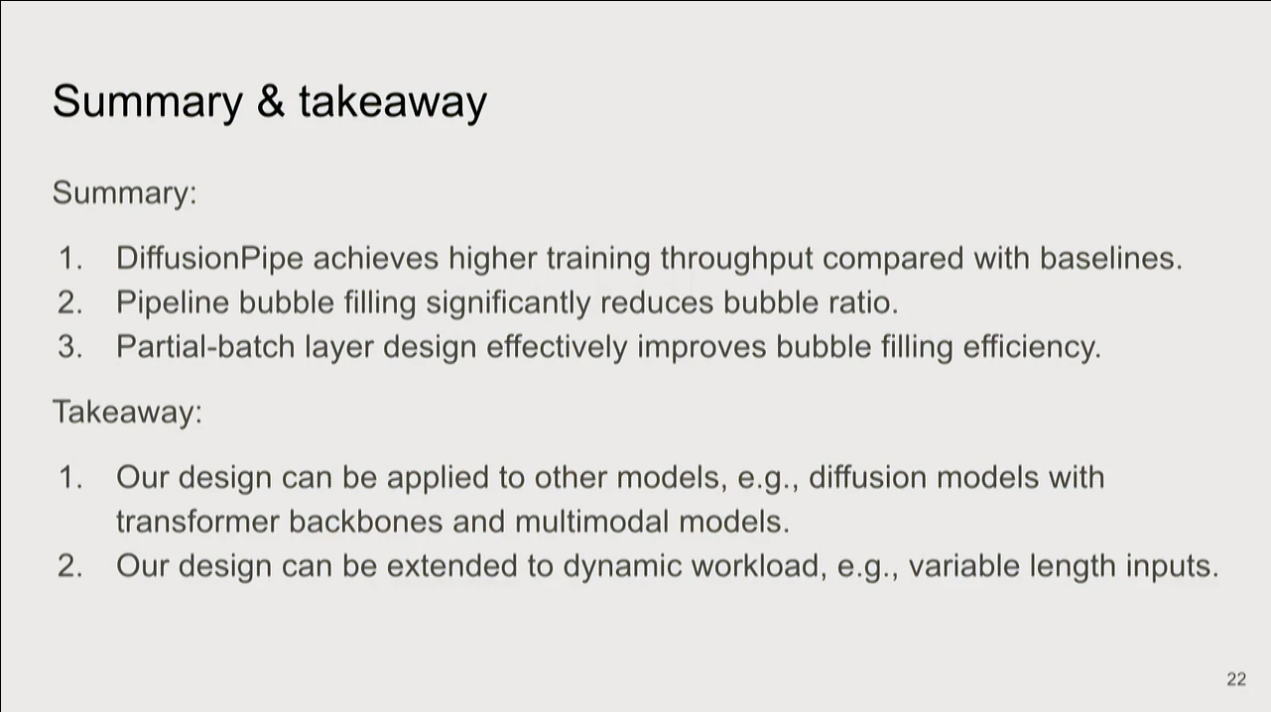 Summary & takeaway
Summary:
1. DiffusionPipe achieves higher training throughput compared with baselines.
2. Pipeline bubble filling significantly reduces bubble ratio.
3. Partial-batch layer design effectively improves bubble filling efficiency.
Takeaway:
1. Our design can be applied to other models, e.g., diffusion models with
transformer backbones and multimodal models.
2. Our design can be extended to dynamic workload, e.g., variable length inputs.
22